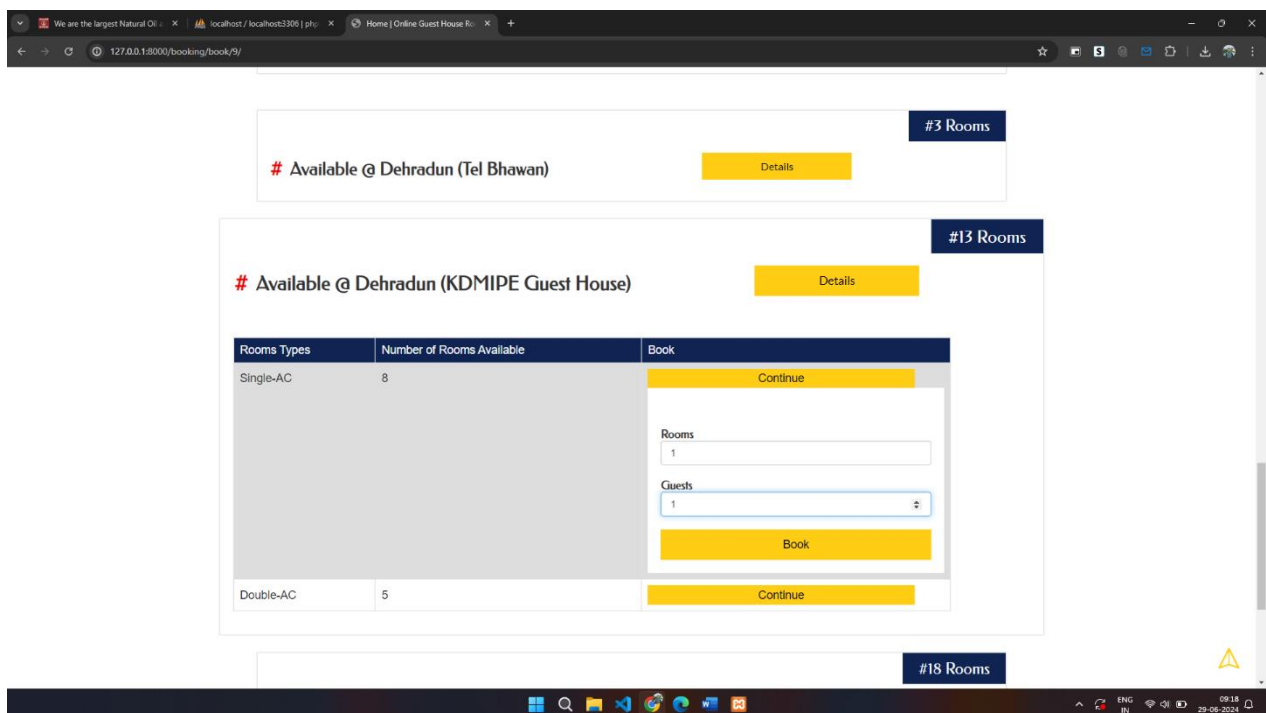 We are the largest Natural Oil a
localhost / localhost:3306 | php
Home | Online Guest House Ro
127.0.0.1:8000/booking/book/9/
#3 Rooms
# Available @ Dehradun (Tel Bhawan)
Details
#13 Rooms
# Available @ Dehradun (KDMIPE Guest House)
Details
Rooms Types Number of Rooms Available Book
Single-AC 8 Continue
Rooms
1
Guests
1
Book
Double-AC 5 Continue
#18 Rooms
ENG 09:18
IN 29-06-2024